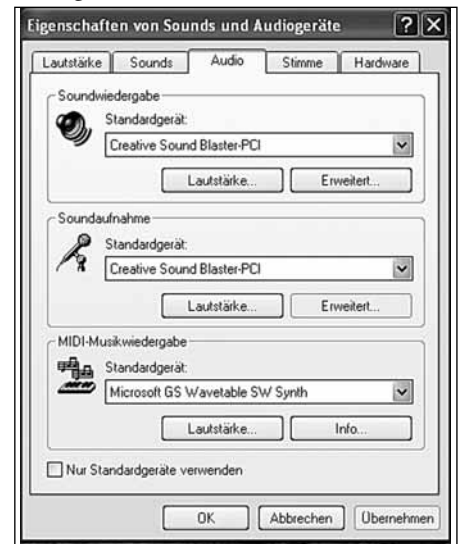 Eigenschaften von Sounds und Audiogeräte
Lautstärke Sounds Audio Stimme Hardware
Soundwiedergabe
Standardgerät:
Creative Sound Blaster-PCI
Lautstärke... Erweitert...
Soundaufnahme
Standardgerät:
Creative Sound Blaster-PCI
Lautstärke... Erweitert...
MIDI-Musikwiedergabe
Standardgerät:
Microsoft GS Wavetable SW Synth
Lautstärke... Info...
Nur Standardgeräte verwenden
OK Abbrechen Übernehmen